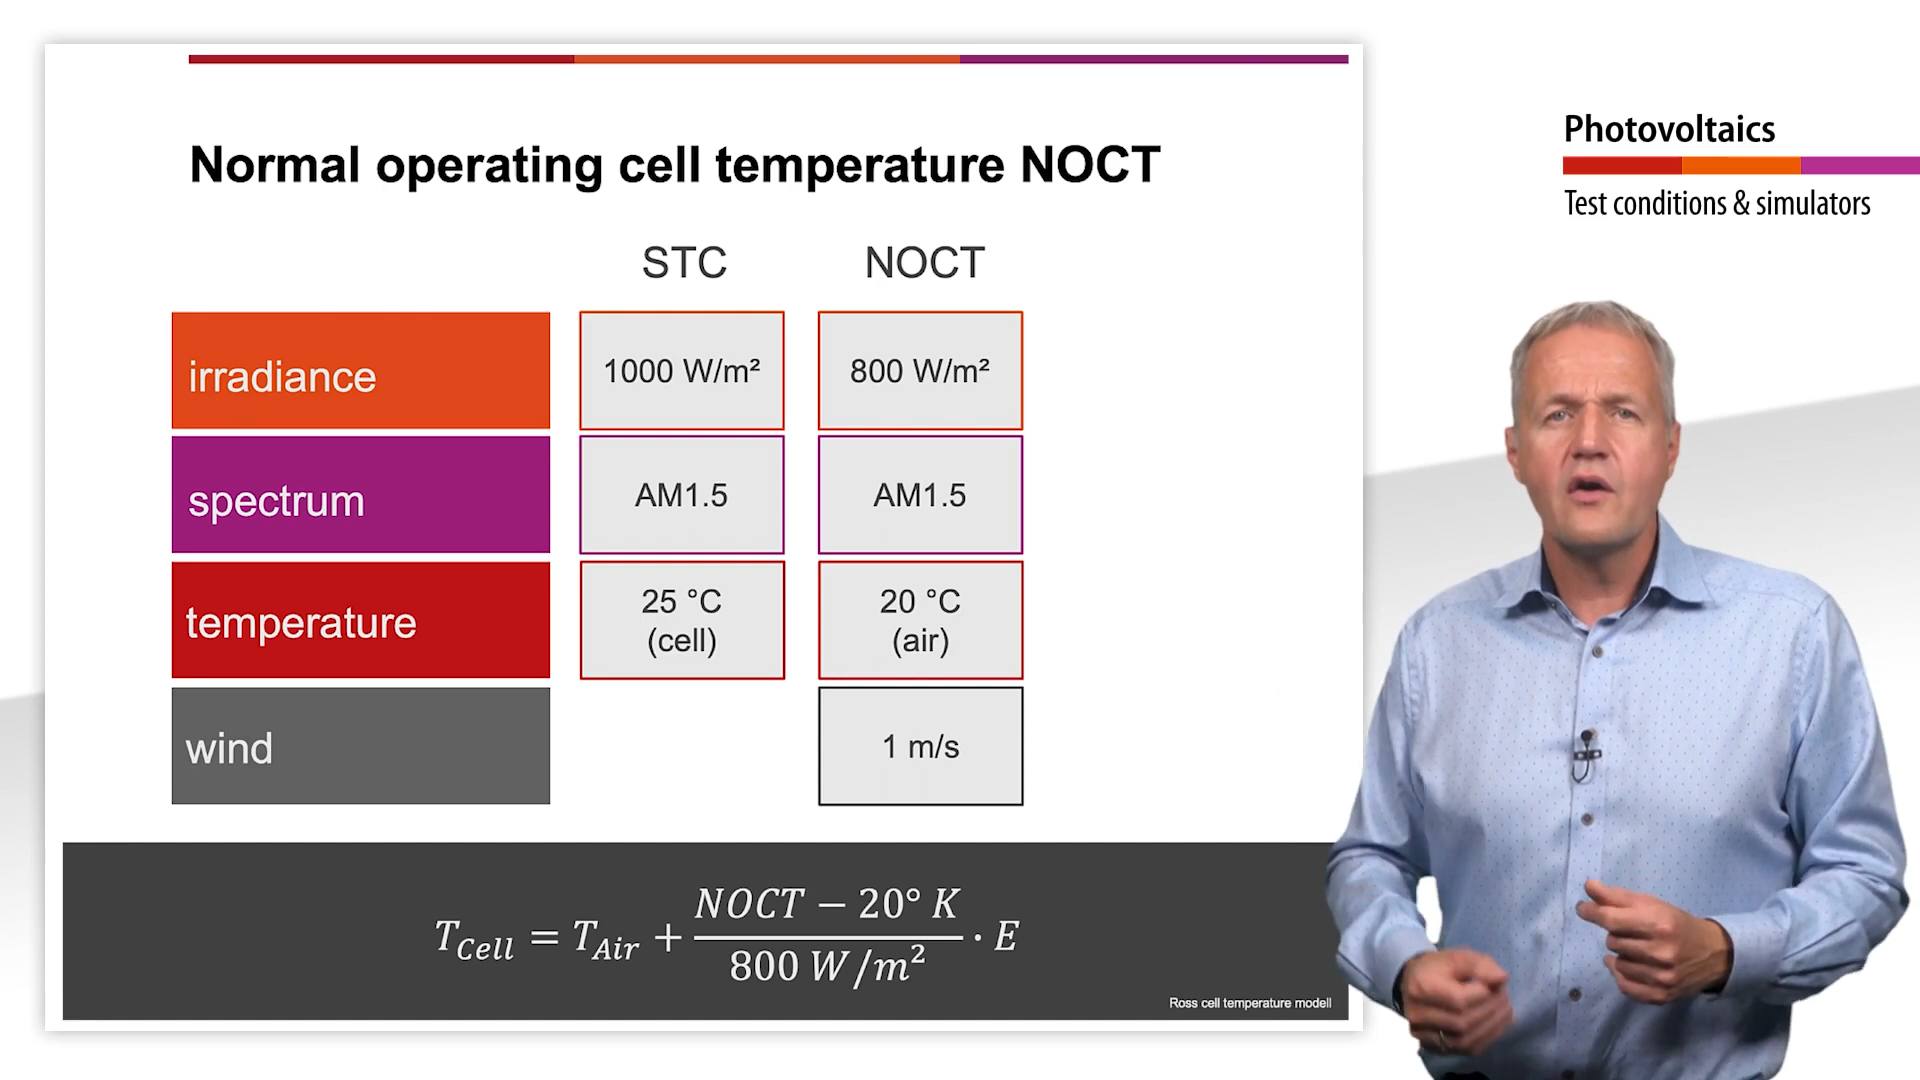 Normal operating cell temperature NOCT
STC NOCT
irradiance 1000 W/m² 800 W/m²
spectrum AM1.5 AM1.5
temperature 25 °C (cell) 20 °C (air)
wind 1 m/s
T_Cell = T_Air + (NOCT − 20° K) / (800 W/m²) · E
Ross cell temperature modell
Photovoltaics
Test conditions & simulators